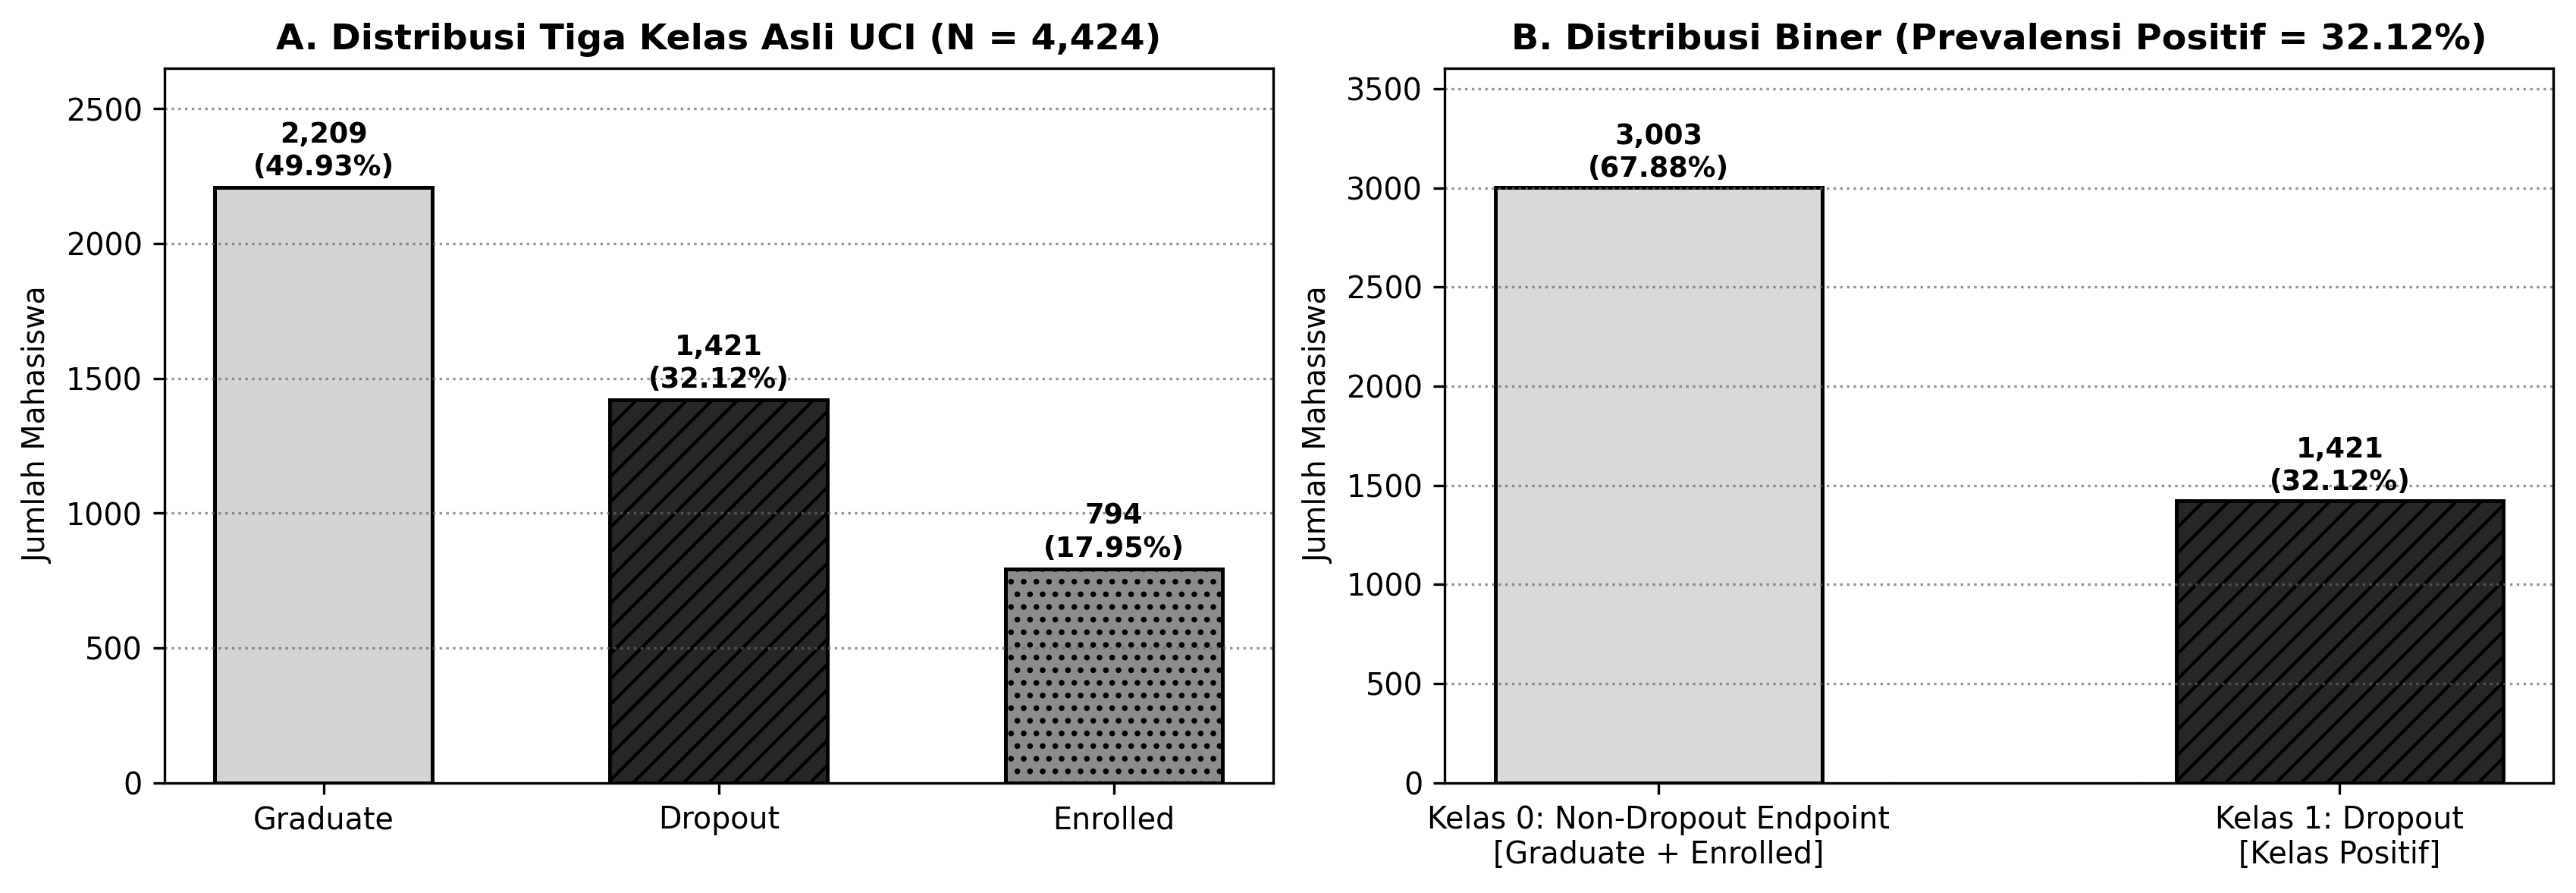 A. Distribusi Tiga Kelas Asli UCI (N = 4,424)
Jumlah Mahasiswa
2500
2000
1500
1000
500
0
2,209
(49.93%)
1,421
(32.12%)
794
(17.95%)
Graduate
Dropout
Enrolled
B. Distribusi Biner (Prevalensi Positif = 32.12%)
Jumlah Mahasiswa
3500
3000
2500
2000
1500
1000
500
0
3,003
(67.88%)
1,421
(32.12%)
Kelas 0: Non-Dropout Endpoint
[Graduate + Enrolled]
Kelas 1: Dropout
[Kelas Positif]